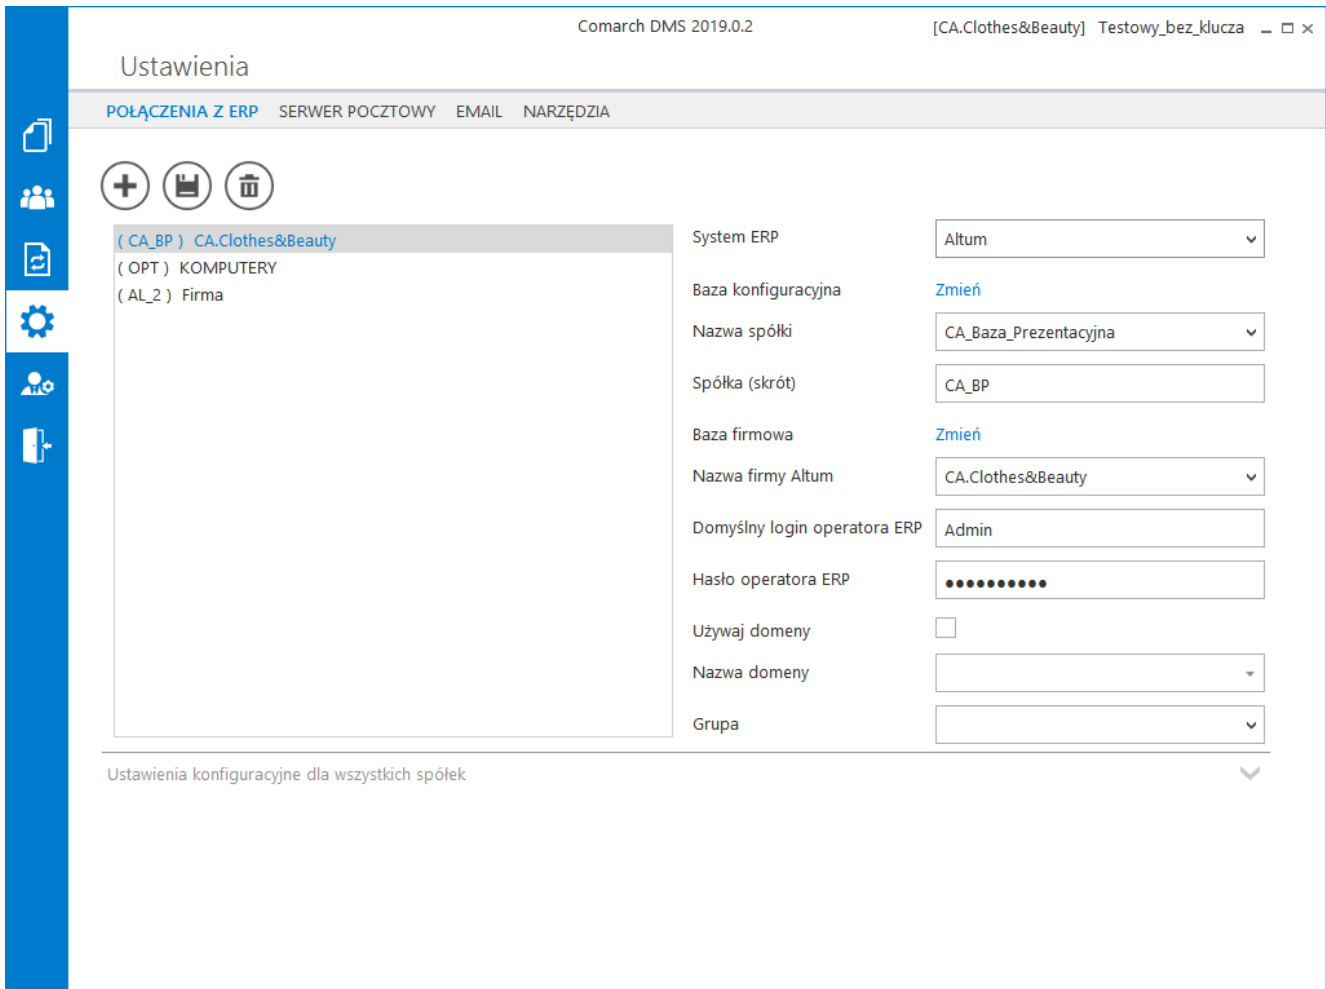 Comarch DMS 2019.0.2
[CA.Clothes&Beauty] Testowy_bez_klucza
Ustawienia
POŁĄCZENIA Z ERP SERWER POCZTOWY EMAIL NARZĘDZIA
( CA_BP ) CA.Clothes&Beauty
( OPT ) KOMPUTERY
( AL_2 ) Firma
System ERP Altum
Baza konfiguracyjna Zmień
Nazwa spółki CA_Baza_Prezentacyjna
Spółka (skrót) CA_BP
Baza firmowa Zmień
Nazwa firmy Altum CA.Clothes&Beauty
Domyślny login operatora ERP Admin
Hasło operatora ERP ●●●●●●●●●●
Używaj domeny
Nazwa domeny
Grupa
Ustawienia konfiguracyjne dla wszystkich spółek